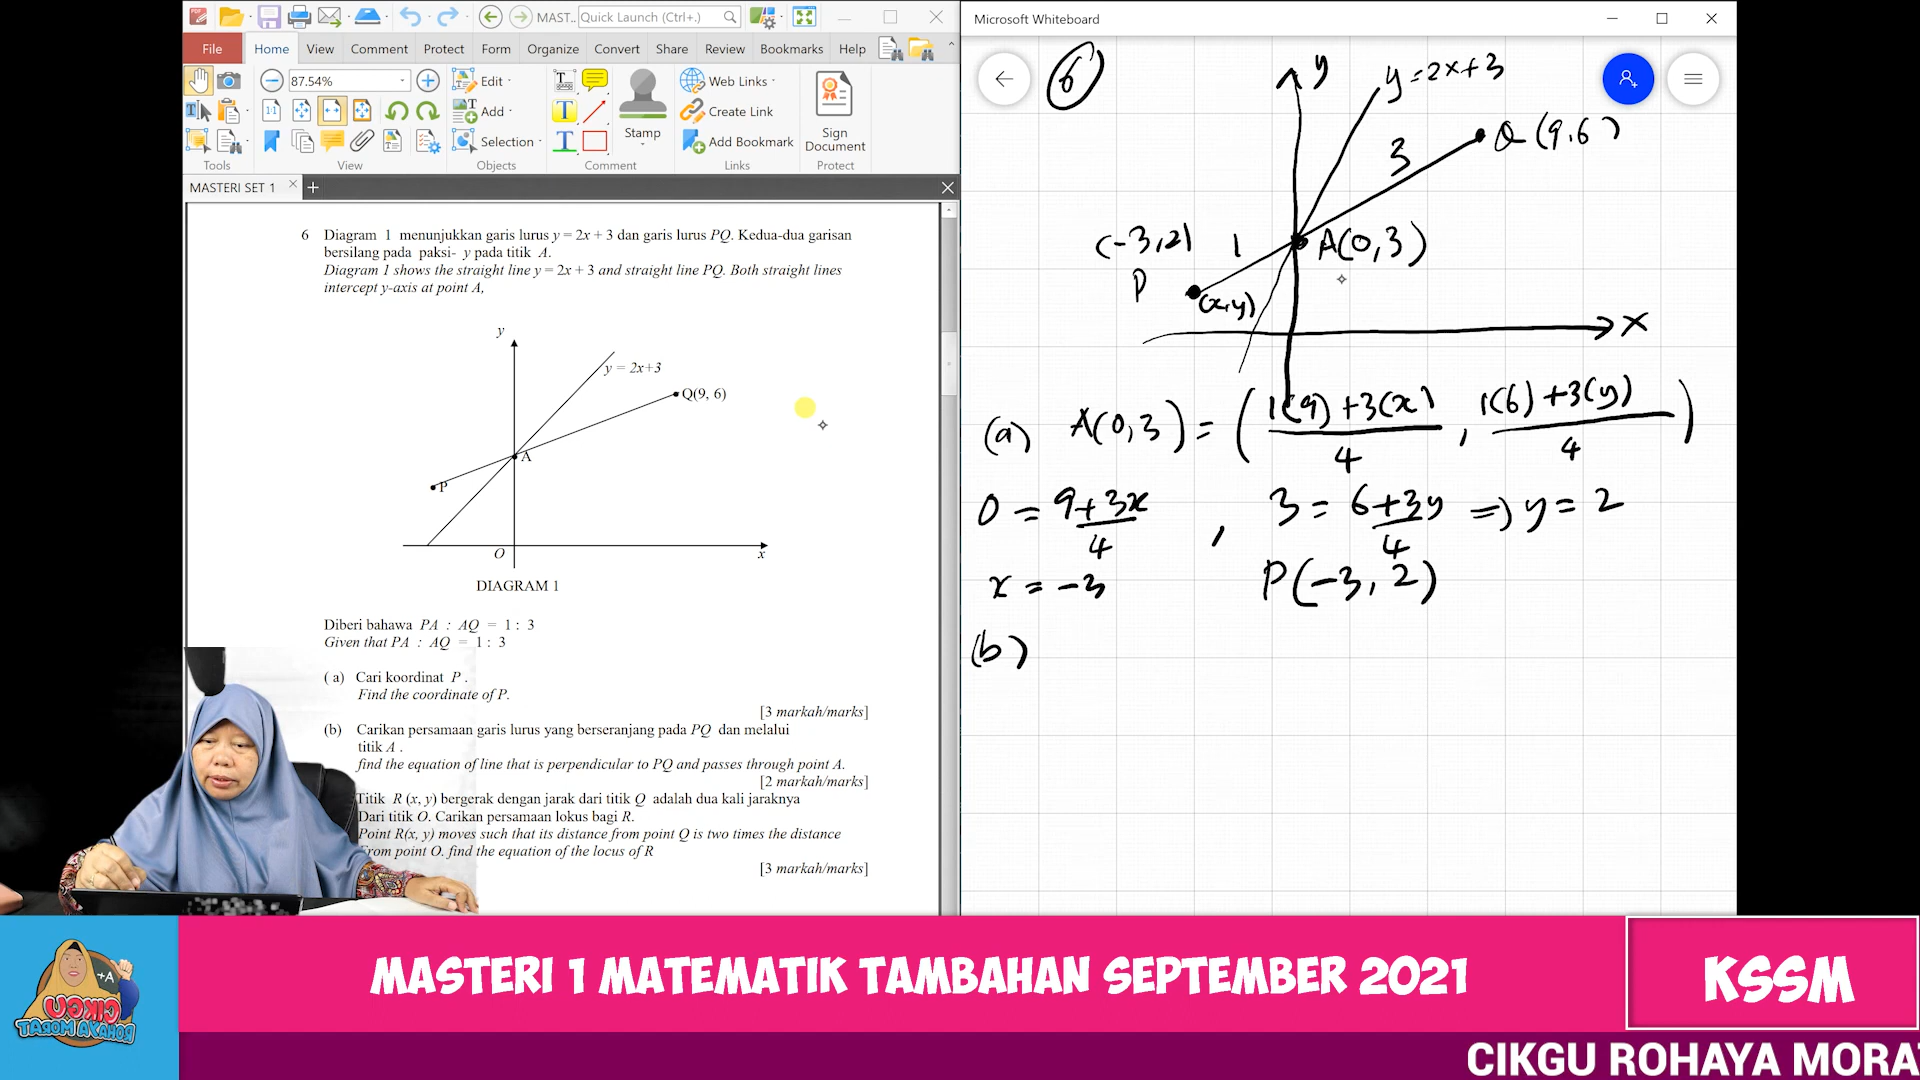 MAST..
Quick Launch (Ctrl+.)
File Home View Comment Protect Form Organize Convert Share Review Bookmarks Help
87.54%
Edit
Add
Selection
Stamp
Web Links
Create Link
Add Bookmark
Sign
Document
Tools View Objects Comment Links Protect
MASTERI SET 1
6 Diagram 1 menunjukkan garis lurus y = 2x + 3 dan garis lurus PQ. Kedua-dua garisan
bersilang pada paksi- y pada titik A.
Diagram 1 shows the straight line y = 2x + 3 and straight line PQ. Both straight lines
intercept y-axis at point A,
y
y = 2x+3
Q(9, 6)
A
P
O
x
DIAGRAM 1
Diberi bahawa PA : AQ = 1 : 3
Given that PA : AQ = 1 : 3
( a) Cari koordinat P .
Find the coordinate of P.
[3 markah/marks]
(b) Carikan persamaan garis lurus yang berseranjang pada PQ dan melalui
titik A .
find the equation of line that is perpendicular to PQ and passes through point A.
[2 markah/marks]
Titik R (x, y) bergerak dengan jarak dari titik Q adalah dua kali jaraknya
Dari titik O. Carikan persamaan lokus bagi R.
Point R(x, y) moves such that its distance from point Q is two times the distance
From point O. find the equation of the locus of R
[3 markah/marks]
Microsoft Whiteboard
6
y
y = 2x + 3
Q (9,6)
3
(-3,2) 1 A(0,3)
P
(x,y)
x
(a) A(0,3) = ( 1(9) + 3(x) / 4 , 1(6) + 3(y) / 4 )
0 = 9 + 3x / 4 , 3 = 6 + 3y / 4 => y = 2
x = -3 P(-3, 2)
(b)
+A
CIKGU
ROHAYA MORAT
MASTERI 1 MATEMATIK TAMBAHAN SEPTEMBER 2021
KSSM
CIKGU ROHAYA MORA